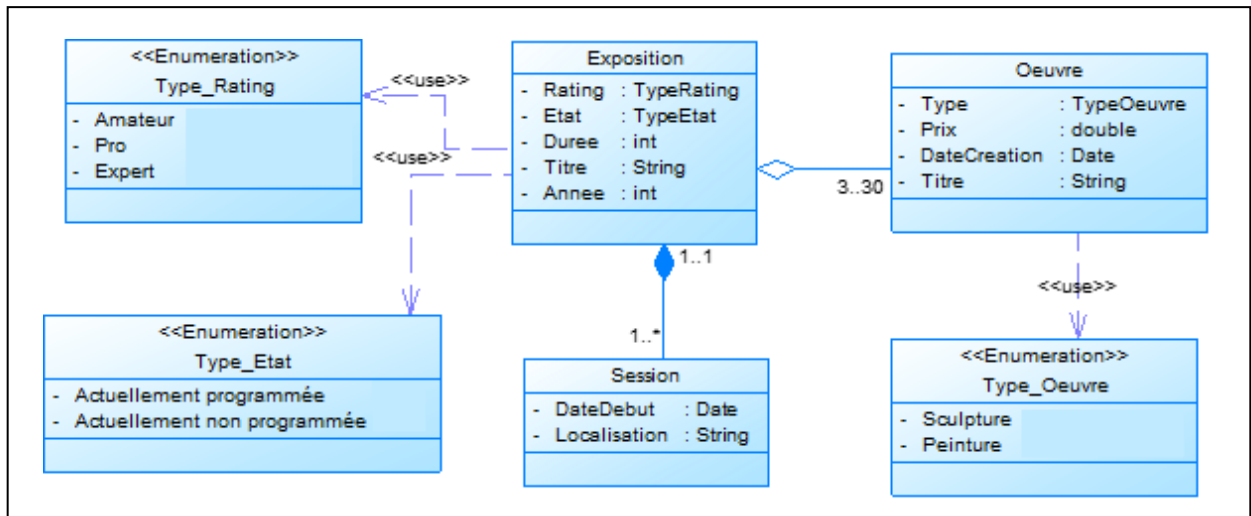 <<Enumeration>>
Type_Rating
- Amateur
- Pro
- Expert
<<use>>
<<use>>
Exposition
- Rating : TypeRating
- Etat : TypeEtat
- Duree : int
- Titre : String
- Annee : int
Oeuvre
- Type : TypeOeuvre
- Prix : double
- DateCreation : Date
- Titre : String
3..30
1..1
1..*
<<use>>
<<Enumeration>>
Type_Etat
- Actuellement programmée
- Actuellement non programmée
Session
- DateDebut : Date
- Localisation : String
<<Enumeration>>
Type_Oeuvre
- Sculpture
- Peinture